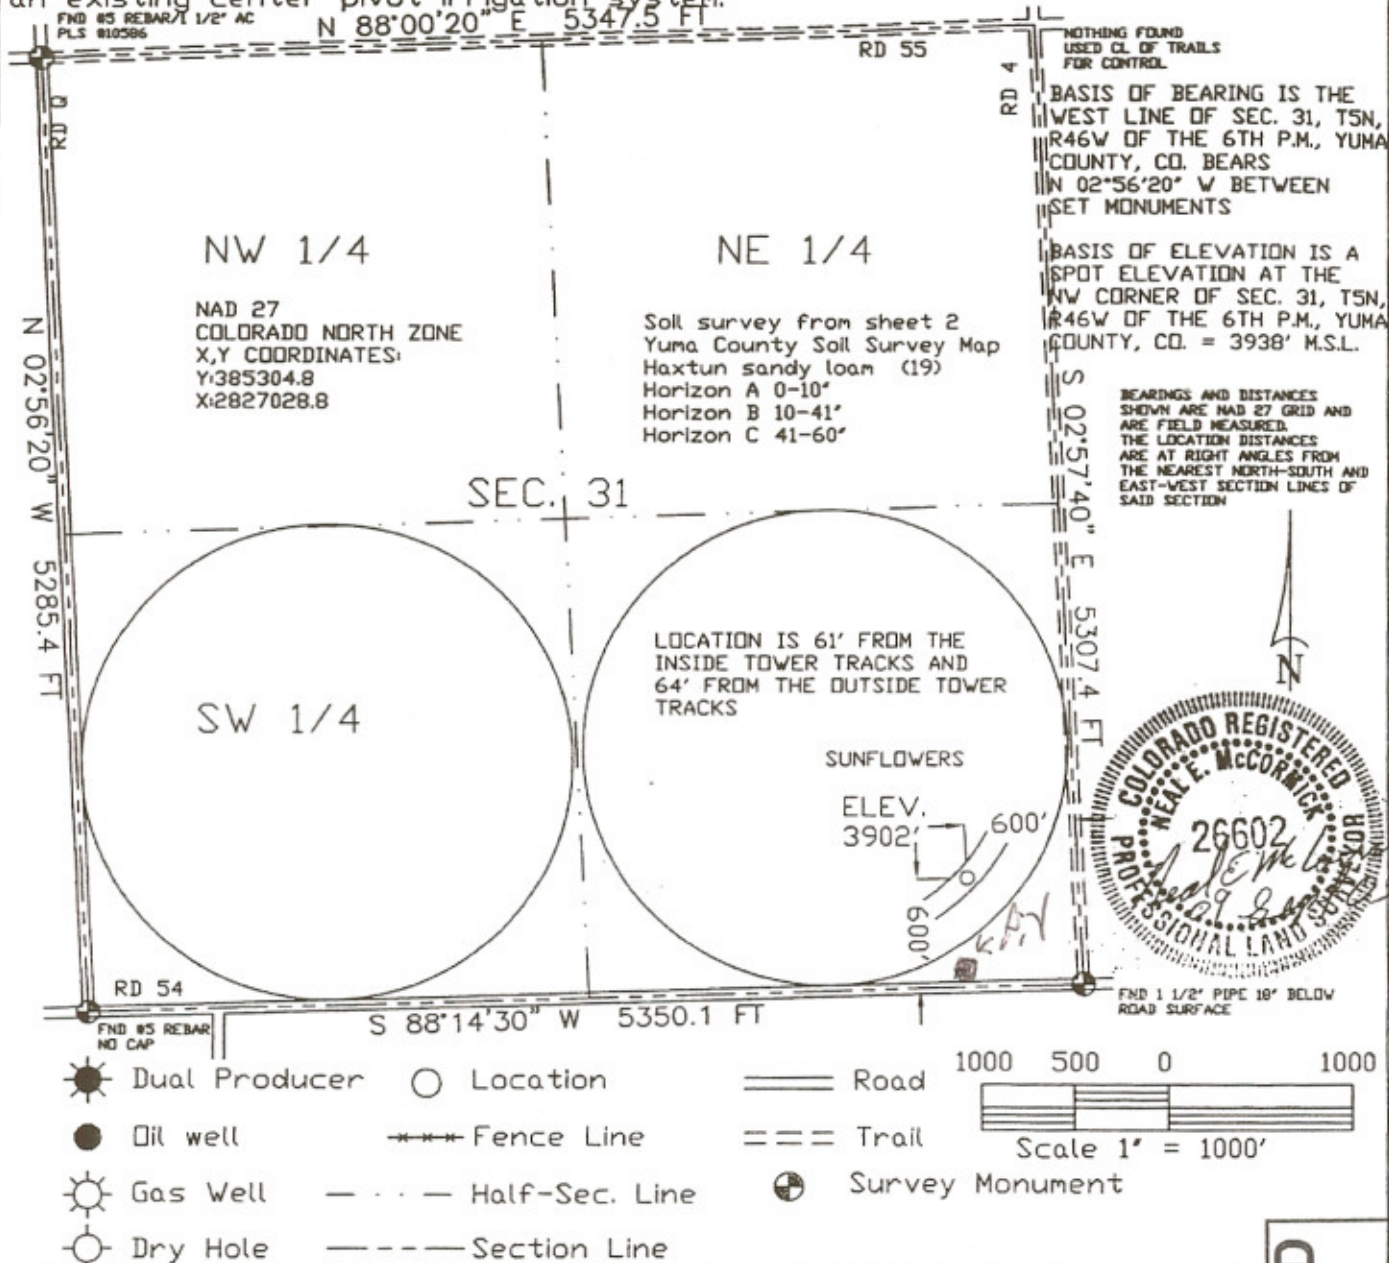 an existing center pivot irrigation system.
FND #5 REBAR/1 1/2" AC
PLS #10586
N 88°00'20" E 5347.5 FT
RD 55
RD Q
RD 4
NOTHING FOUND
USED CL OF TRAILS
FOR CONTROL
BASIS OF BEARING IS THE
WEST LINE OF SEC. 31, T5N,
R46W OF THE 6TH P.M., YUMA
COUNTY, CO. BEARS
N 02°56'20" W BETWEEN
SET MONUMENTS
NW 1/4
NE 1/4
BASIS OF ELEVATION IS A
SPOT ELEVATION AT THE
NW CORNER OF SEC. 31, T5N,
R46W OF THE 6TH P.M., YUMA
COUNTY, CO. = 3938' M.S.L.
NAD 27
COLORADO NORTH ZONE
X,Y COORDINATES:
Y:385304.8
X:2827028.8
Soil survey from sheet 2
Yuma County Soil Survey Map
Haxtun sandy loam (19)
Horizon A 0-10"
Horizon B 10-41"
Horizon C 41-60"
N 02°56'20" W 5285.4 FT
S 02°57'40" E 5307.4 FT
BEARINGS AND DISTANCES
SHOWN ARE NAD 27 GRID AND
ARE FIELD MEASURED.
THE LOCATION DISTANCES
ARE AT RIGHT ANGLES FROM
THE NEAREST NORTH-SOUTH AND
EAST-WEST SECTION LINES OF
SAID SECTION
SEC. 31
N
LOCATION IS 61' FROM THE
INSIDE TOWER TRACKS AND
64' FROM THE OUTSIDE TOWER
TRACKS
SW 1/4
SUNFLOWERS
ELEV.
3902'
600'
600'
COLORADO REGISTERED
NEAL E. McCORMICK
26602
PROFESSIONAL LAND SURVEYOR
RD 54
S 88°14'30" W 5350.1 FT
FND #5 REBAR
NO CAP
FND 1 1/2" PIPE 18" BELOW
ROAD SURFACE
Dual Producer
Location
Road
1000 500 0 1000
Oil well
Fence Line
Trail
Scale 1" = 1000'
Gas Well
Half-Sec. Line
Survey Monument
Dry Hole
Section Line